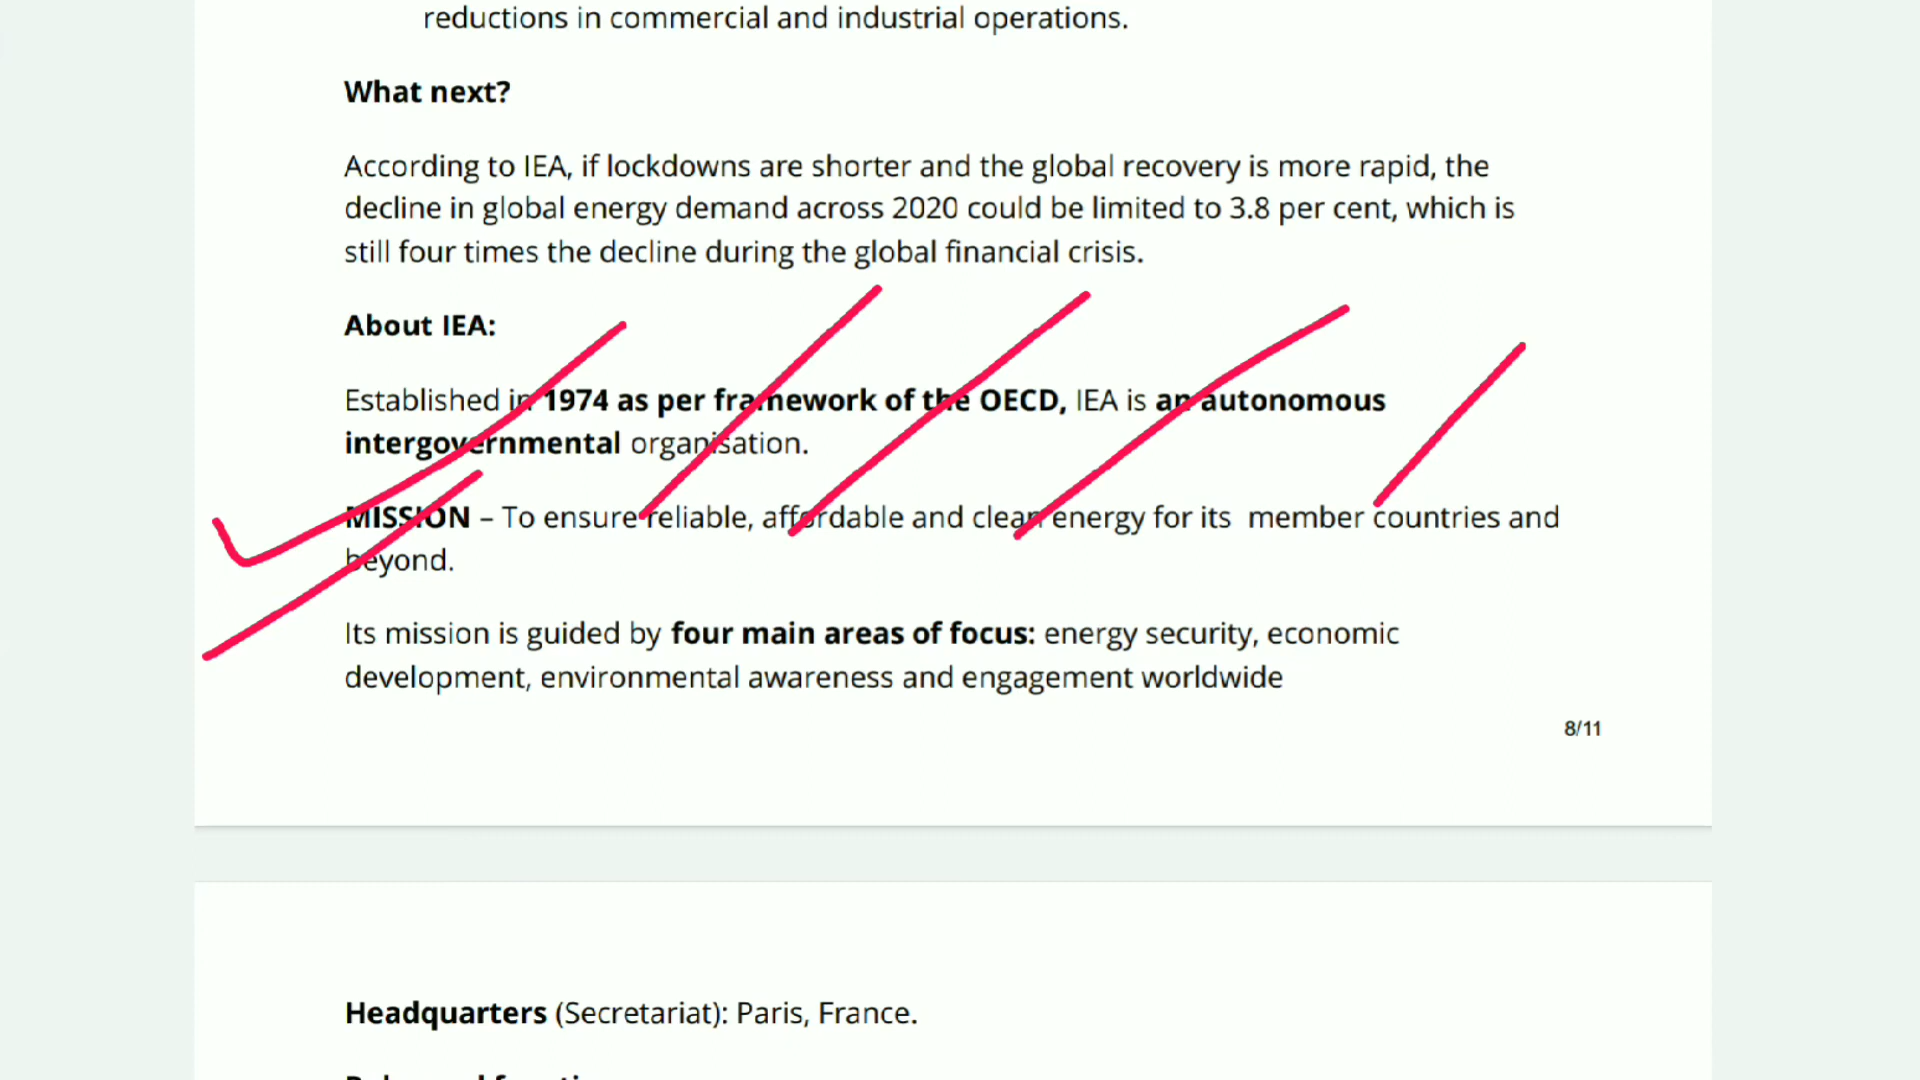 reductions in commercial and industrial operations.
What next?
According to IEA, if lockdowns are shorter and the global recovery is more rapid, the
decline in global energy demand across 2020 could be limited to 3.8 per cent, which is
still four times the decline during the global financial crisis.
About IEA:
Established in 1974 as per framework of the OECD, IEA is an autonomous
intergovernmental organisation.
MISSION – To ensure reliable, affordable and clean energy for its member countries and
beyond.
Its mission is guided by four main areas of focus: energy security, economic
development, environmental awareness and engagement worldwide
8/11
Headquarters (Secretariat): Paris, France.